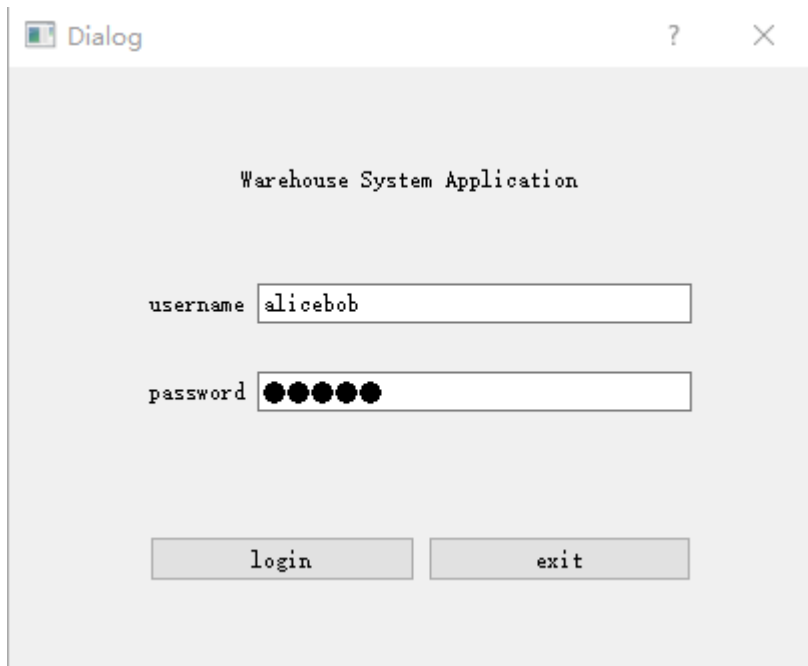 Dialog ?
Warehouse System Application
username alicebob
password ●●●●●
login exit